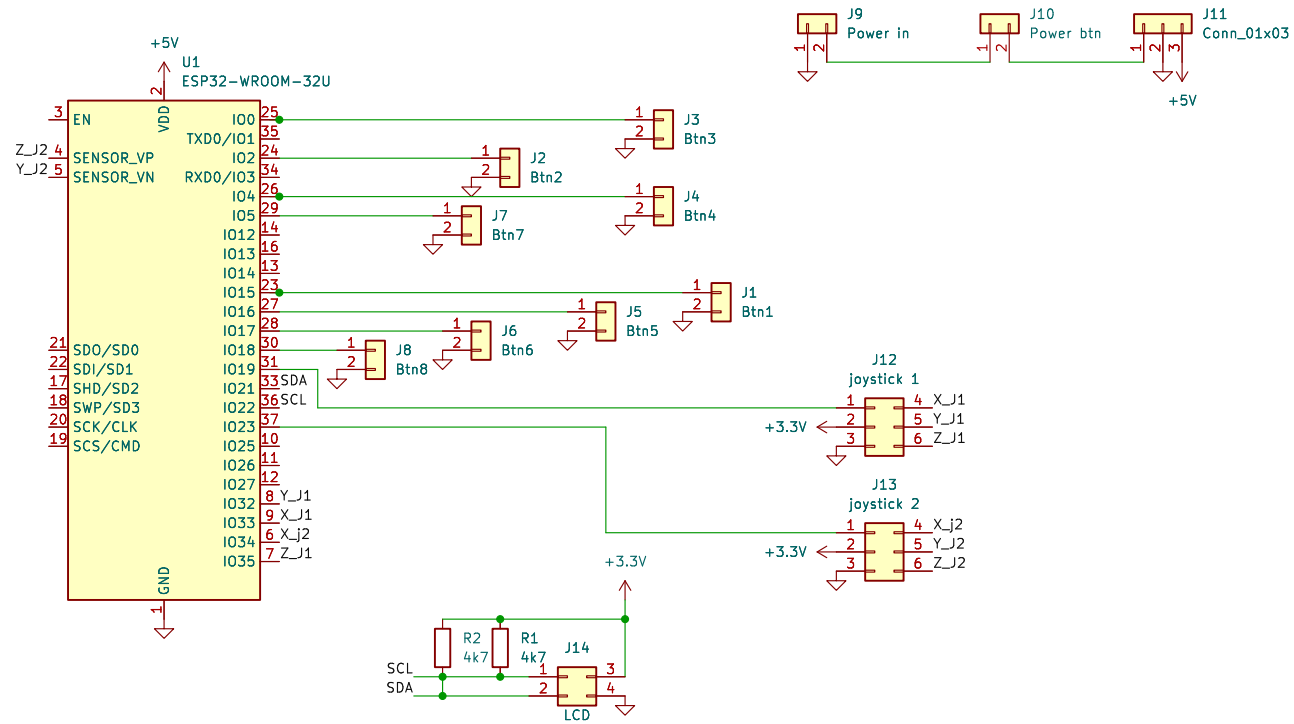 +5V
U1
ESP32-WROOM-32U
2
VDD
3 EN
Z_J2 4 SENSOR_VP
Y_J2 5 SENSOR_VN
21 SDO/SD0
22 SDI/SD1
17 SHD/SD2
18 SWP/SD3
20 SCK/CLK
19 SCS/CMD
IO0 25
TXD0/IO1 35
IO2 24
RXD0/IO3 34
IO4 26
IO5 29
IO12 14
IO13 16
IO14 13
IO15 23
IO16 27
IO17 28
IO18 30
IO19 31
IO21 33 SDA
IO22 36 SCL
IO23 37
IO25 10
IO26 11
IO27 12
IO32 8 Y_J1
IO33 9 X_J1
IO34 6 X_j2
IO35 7 Z_J1
GND
1
1 J3
2 Btn3
1 J2
2 Btn2
1 J4
2 Btn4
1 J7
2 Btn7
1 J1
2 Btn1
1 J5
2 Btn5
1 J6
2 Btn6
1 J8
2 Btn8
J9
Power in
1 2
J10
Power btn
1 2
J11
Conn_01x03
1 2 3
+5V
J12
joystick 1
1 4 X_J1
+3.3V 2 5 Y_J1
3 6 Z_J1
J13
joystick 2
1 4 X_j2
+3.3V 2 5 Y_J2
3 6 Z_J2
+3.3V
R2
4k7
R1
4k7
J14
SCL 1 3
SDA 2 4
LCD